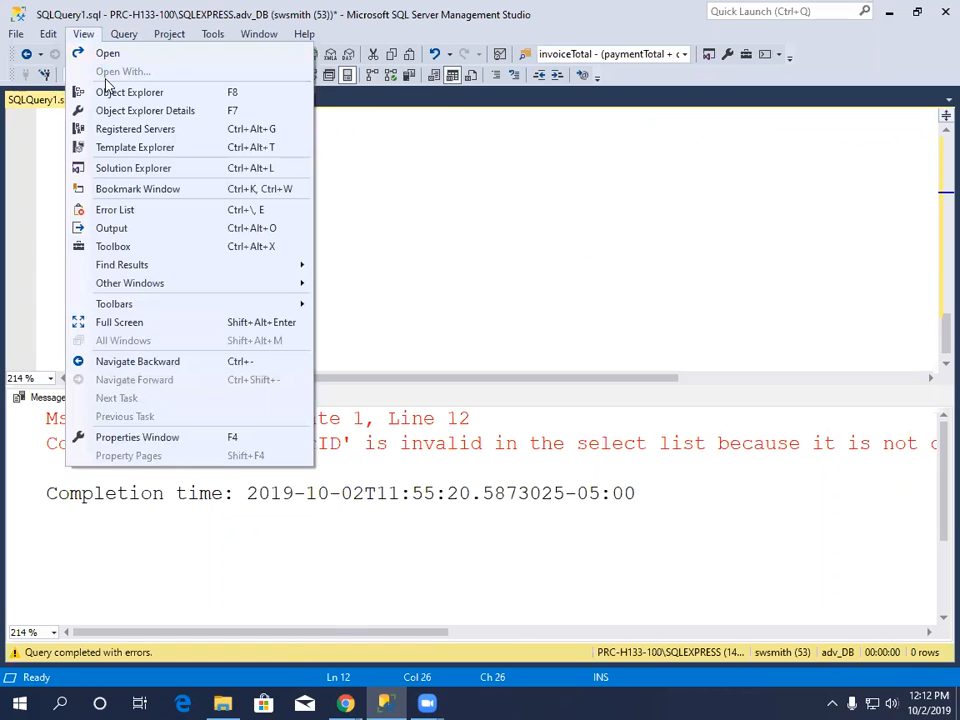 SQLQuery1.sql - PRC-H133-100\SQLEXPRESS.adv_DB (swsmith (53))* - Microsoft SQL Server Management Studio
Quick Launch (Ctrl+Q)
File Edit View Query Project Tools Window Help
Open
invoiceTotal - (paymentTotal + c
Open With...
SQLQuery1.s
Object Explorer F8
Object Explorer Details F7
Registered Servers Ctrl+Alt+G
Template Explorer Ctrl+Alt+T
Solution Explorer Ctrl+Alt+L
Bookmark Window Ctrl+K, Ctrl+W
Error List Ctrl+\, E
Output Ctrl+Alt+O
Toolbox Ctrl+Alt+X
Find Results
Other Windows
Toolbars
Full Screen Shift+Alt+Enter
All Windows Shift+Alt+M
Navigate Backward Ctrl+-
Navigate Forward Ctrl+Shift+-
Next Task
Previous Task
Properties Window F4
Property Pages Shift+F4
214 %
Message
Ms te 1, Line 12
Co ID' is invalid in the select list because it is not c
Completion time: 2019-10-02T11:55:20.5873025-05:00
214 %
Query completed with errors. PRC-H133-100\SQLEXPRESS (14... swsmith (53) adv_DB 00:00:00 0 rows
Ready Ln 12 Col 26 Ch 26 INS
12:12 PM
10/2/2019